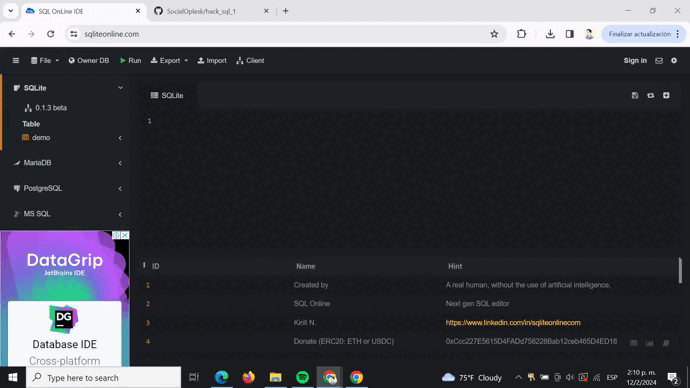 SQL OnLine IDE
SocialOplesk/hack_sql_1
sqliteonline.com
Finalizar actualización
File
Owner DB
Run
Export
Import
Client
Sign in
SQLite
0.1.3 beta
Table
demo
MariaDB
PostgreSQL
MS SQL
SQLite
1
ID Name Hint
1 Created by A real human, without the use of artificial intelligence.
2 SQL Online Next gen SQL editor
3 Kirill N. https://www.linkedin.com/in/sqliteonlinecom
4 Donate (ERC20: ETH or USDC)
DataGrip
JetBrains IDE
DG
Database IDE
Cross-platform
Type here to search
75°F Cloudy
ESP
2:10 p. m.
12/2/2024
2